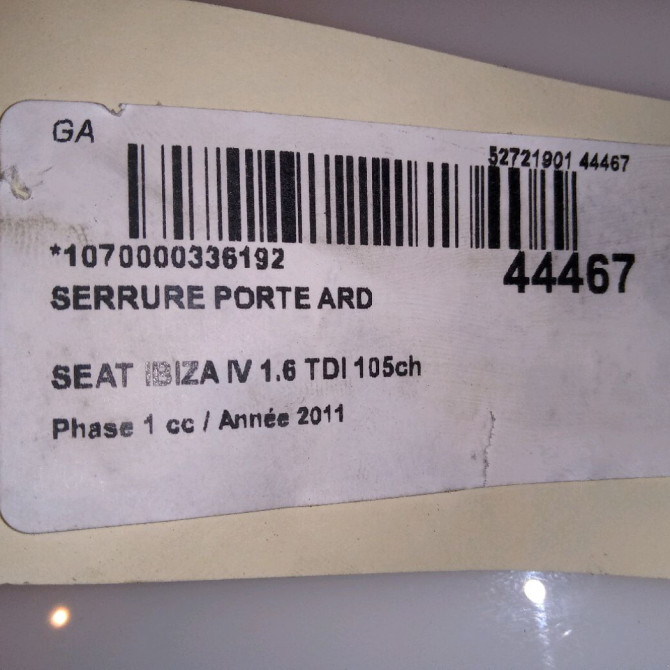 GA
52721901 44467
*1070000336192
44467
SERRURE PORTE ARD
SEAT IBIZA IV 1.6 TDI 105ch
Phase 1 cc / Année 2011